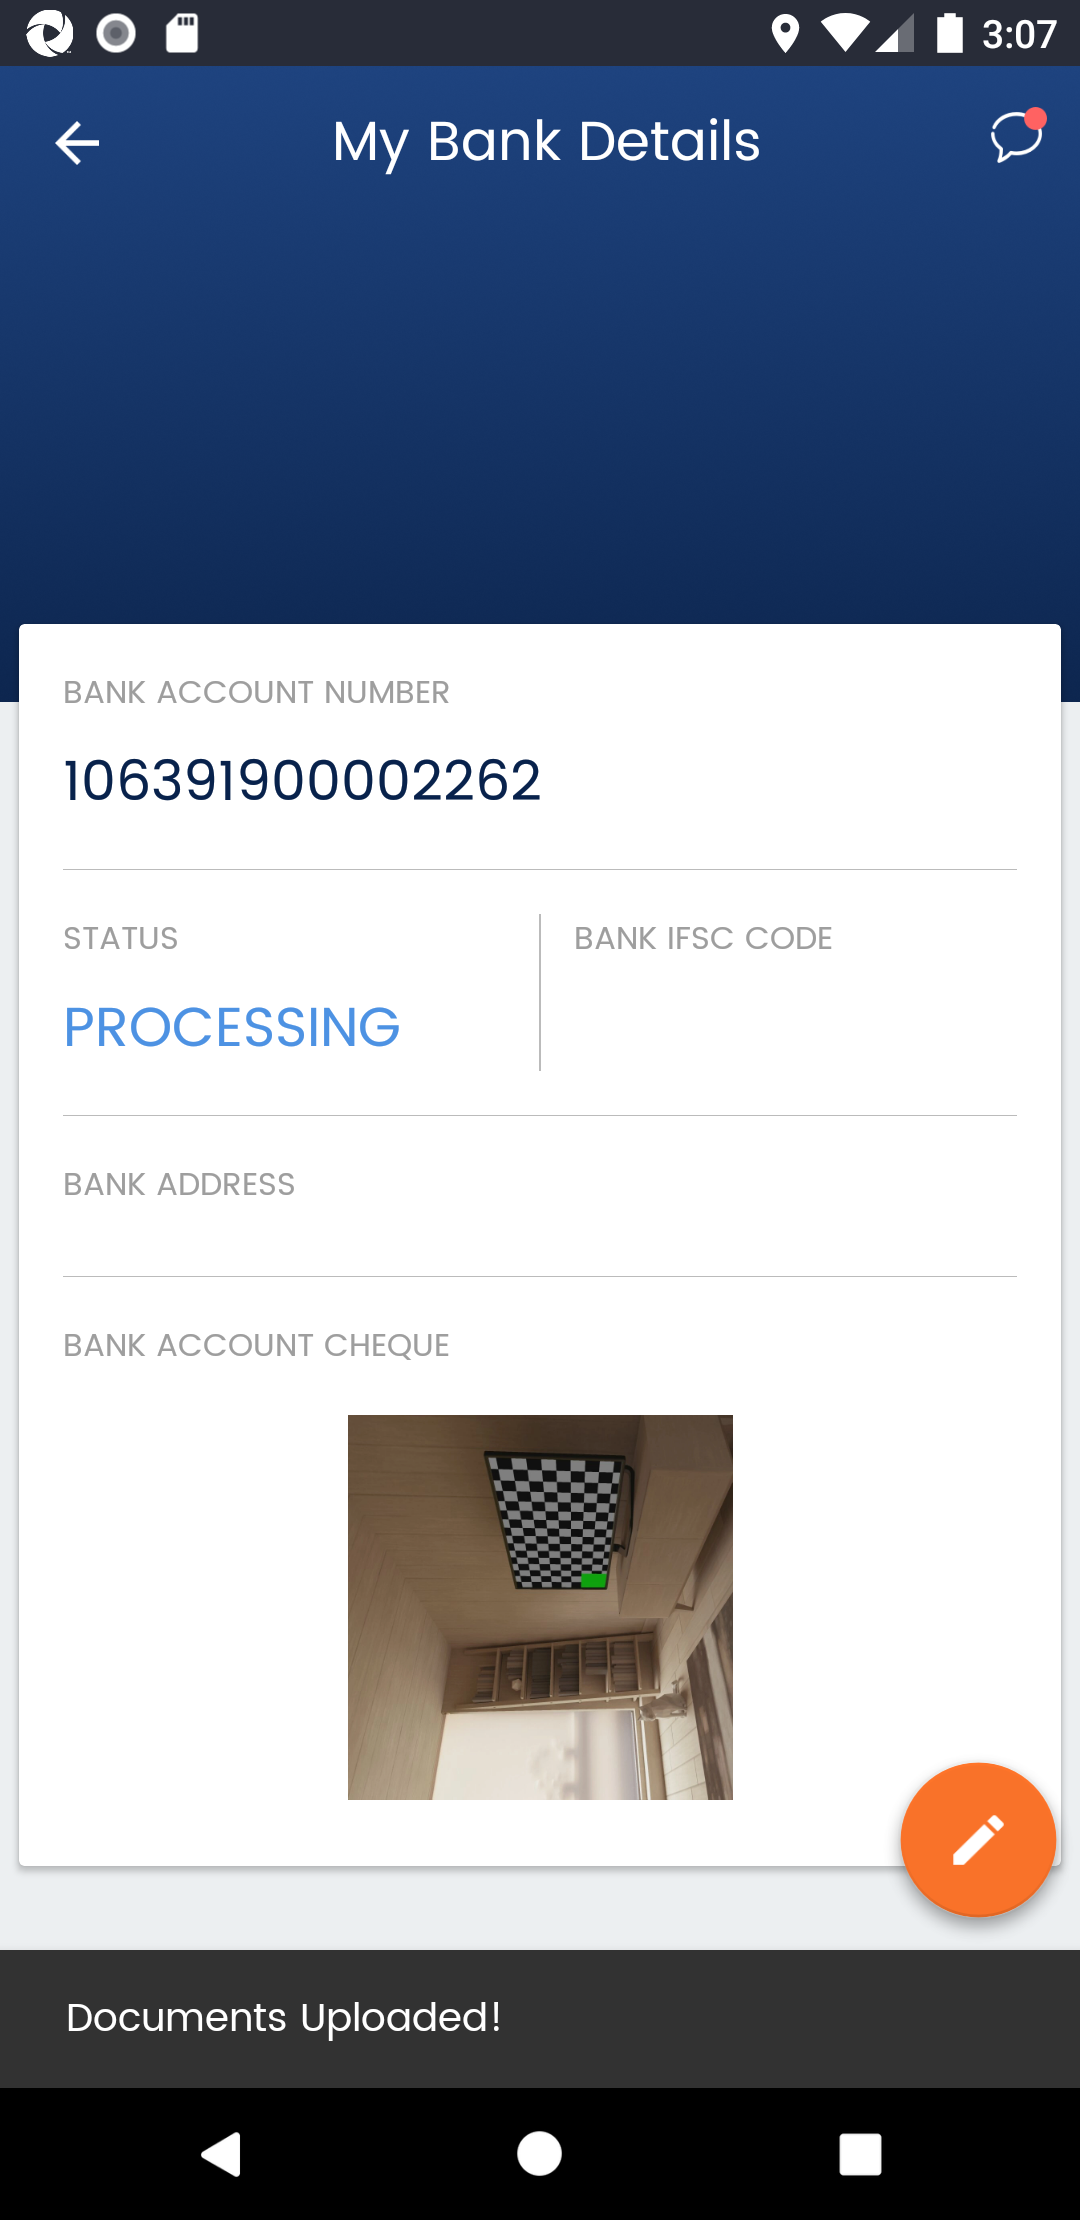 3:07
My Bank Details
BANK ACCOUNT NUMBER
106391900002262
STATUS
BANK IFSC CODE
PROCESSING
BANK ADDRESS
BANK ACCOUNT CHEQUE
Documents Uploaded!